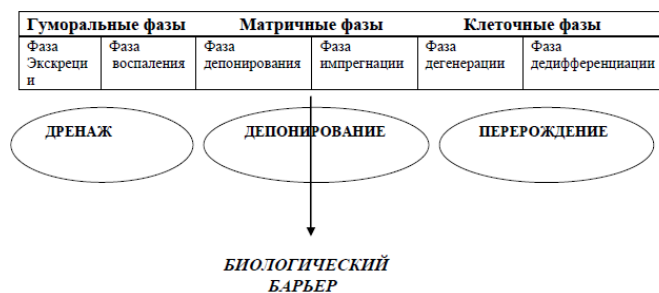 Гуморальные фазы Матричные фазы Клеточные фазы
Фаза Экскреци и
Фаза воспаления
Фаза депонирования
Фаза импрегнации
Фаза дегенерации
Фаза дедифференциации
ДРЕНАЖ ДЕПОНИРОВАНИЕ ПЕРЕРОЖДЕНИЕ
БИОЛОГИЧЕСКИЙ
БАРЬЕР